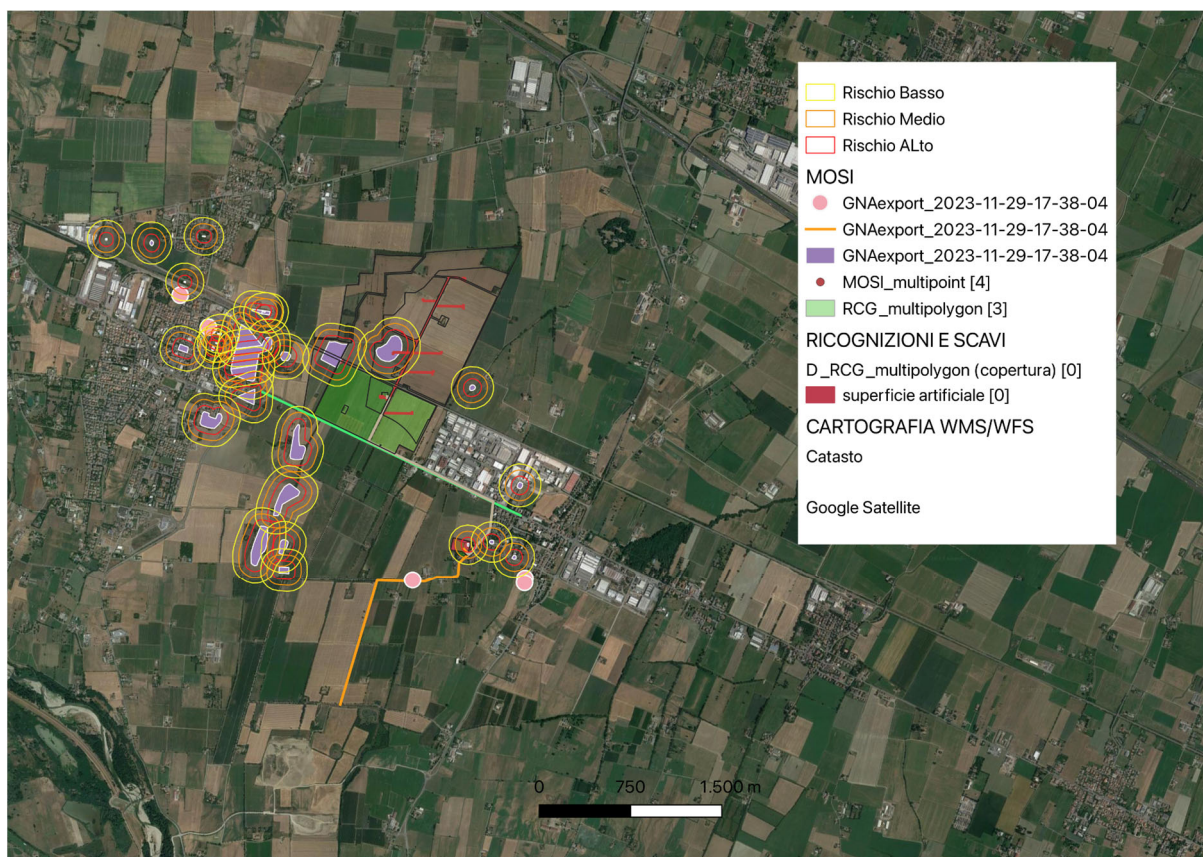 Rischio Basso
Rischio Medio
Rischio ALto
MOSI
GNAexport_2023-11-29-17-38-04
GNAexport_2023-11-29-17-38-04
GNAexport_2023-11-29-17-38-04
MOSI_multipoint [4]
RCG_multipolygon [3]
RICOGNIZIONI E SCAVI
D_RCG_multipolygon (copertura) [0]
superficie artificiale [0]
CARTOGRAFIA WMS/WFS
Catasto
Google Satellite
0 750 1.500 m